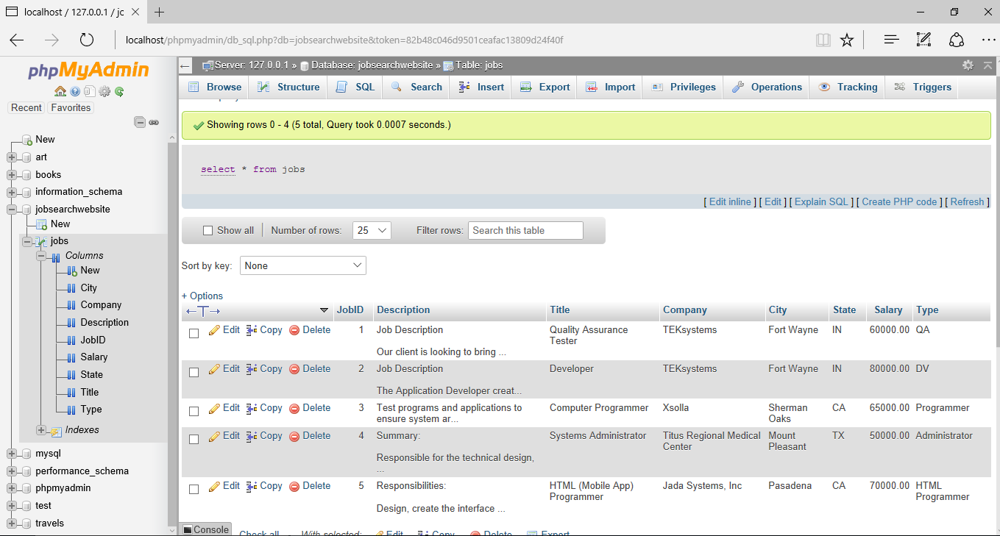 localhost / 127.0.0.1 / jc
localhost/phpmyadmin/db_sql.php?db=jobsearchwebsite&token=82b48c046d9501ceafac13809d24f40f
phpMyAdmin
Recent Favorites
New
art
books
information_schema
jobsearchwebsite
New
jobs
Columns
New
City
Company
Description
JobID
Salary
State
Title
Type
Indexes
mysql
performance_schema
phpmyadmin
test
travels
Server: 127.0.0.1 » Database: jobsearchwebsite » Table: jobs
Browse Structure SQL Search Insert Export Import Privileges Operations Tracking Triggers
Showing rows 0 - 4 (5 total, Query took 0.0007 seconds.)
select * from jobs
[ Edit inline ] [ Edit ] [ Explain SQL ] [ Create PHP code ] [ Refresh ]
Show all Number of rows: 25 Filter rows: Search this table
Sort by key: None
+ Options
←T→ JobID Description Title Company City State Salary Type
Edit Copy Delete 1 Job Description Quality Assurance TEKsystems Fort Wayne IN 60000.00 QA
Tester
Our client is looking to bring ...
Edit Copy Delete 2 Job Description Developer TEKsystems Fort Wayne IN 80000.00 DV
The Application Developer creat...
Edit Copy Delete 3 Test programs and applications to Computer Programmer Xsolla Sherman CA 65000.00 Programmer
ensure system ar... Oaks
Edit Copy Delete 4 Summary: Systems Administrator Titus Regional Medical Mount TX 50000.00 Administrator
Center Pleasant
Responsible for the technical design,
...
Edit Copy Delete 5 Responsibilities: HTML (Mobile App) Jada Systems, Inc Pasadena CA 70000.00 HTML
Programmer Programmer
Design, create the interface ...
Console Check all With selected: Edit Copy Delete Export